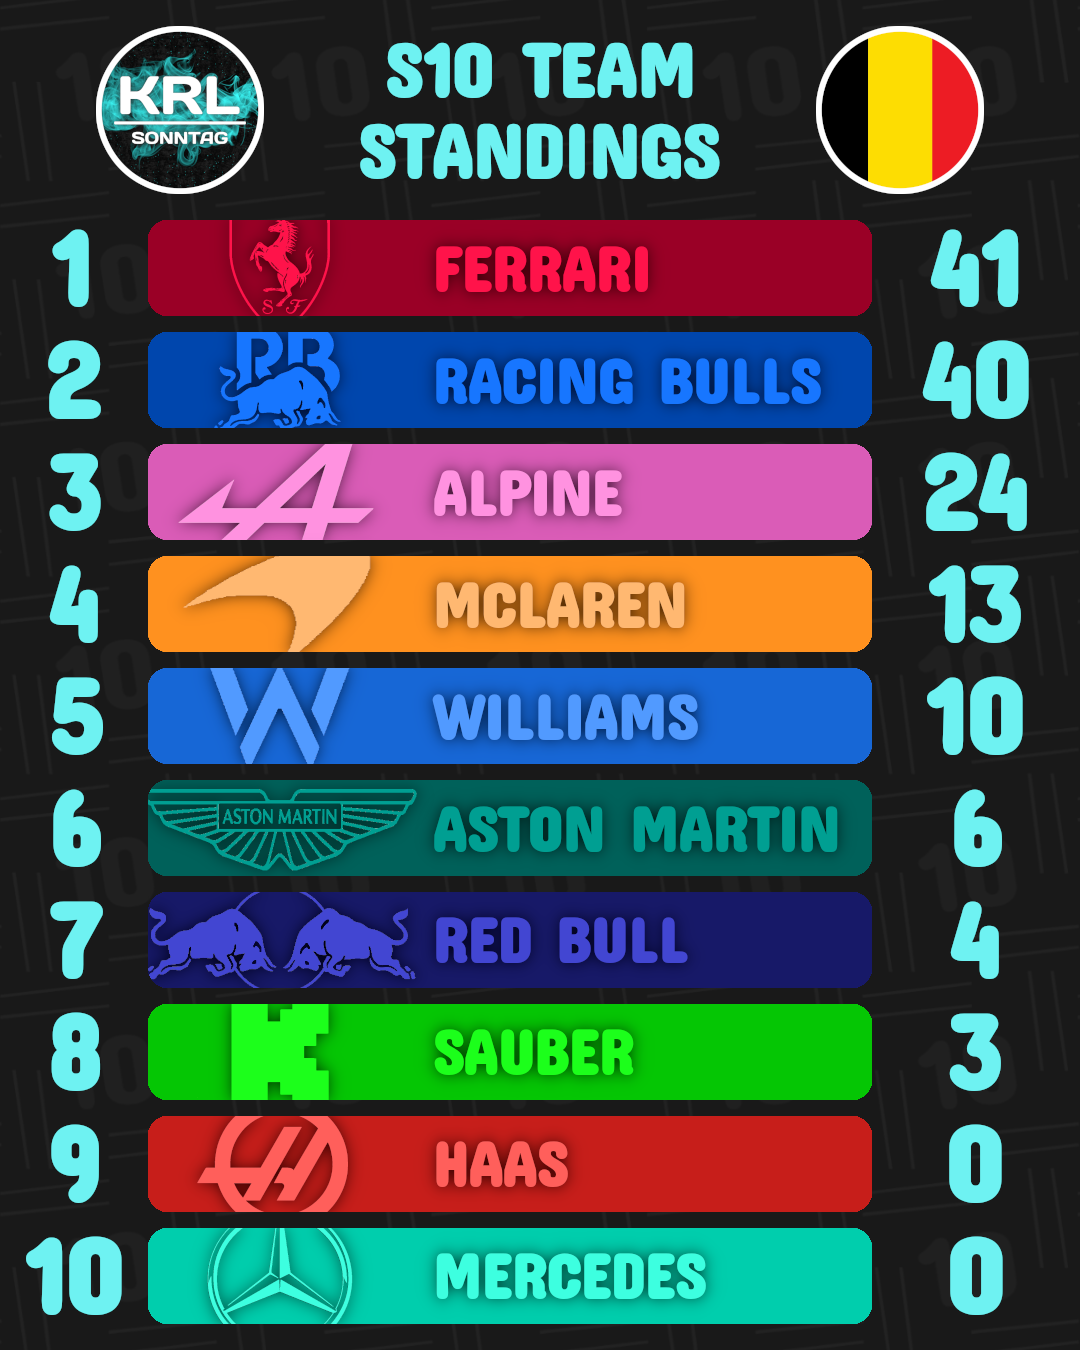 KRL
SONNTAG
S10 TEAM
STANDINGS
1 FERRARI 41
S F
2 RACING BULLS 40
RB
3 ALPINE 24
4 MCLAREN 13
5 WILLIAMS 10
6 ASTON MARTIN ASTON MARTIN 6
7 RED BULL 4
8 SAUBER 3
9 HAAS 0
10 MERCEDES 0